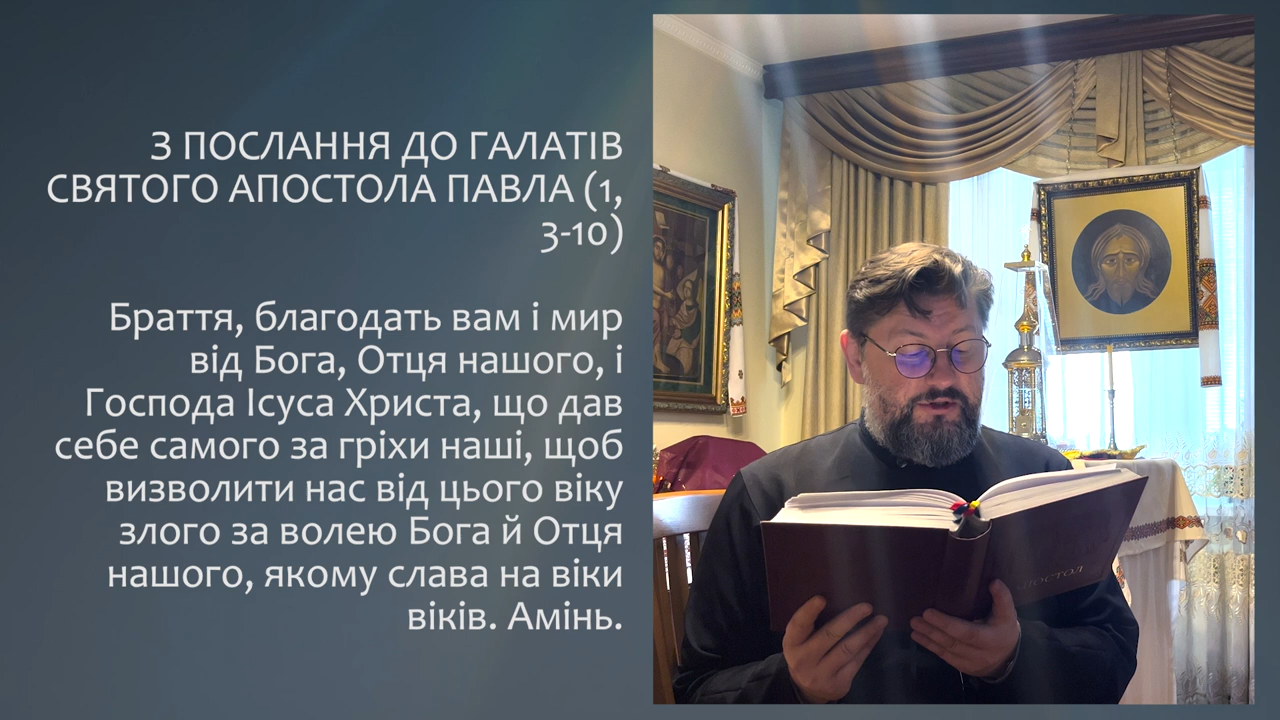 З ПОСЛАННЯ ДО ГАЛАТІВ
СВЯТОГО АПОСТОЛА ПАВЛА (1,
3-10)
Браття, благодать вам і мир
від Бога, Отця нашого, і
Господа Ісуса Христа, що дав
себе самого за гріхи наші, щоб
визволити нас від цього віку
злого за волею Бога й Отця
нашого, якому слава на віки
віків. Амінь.
АПОСТОЛ